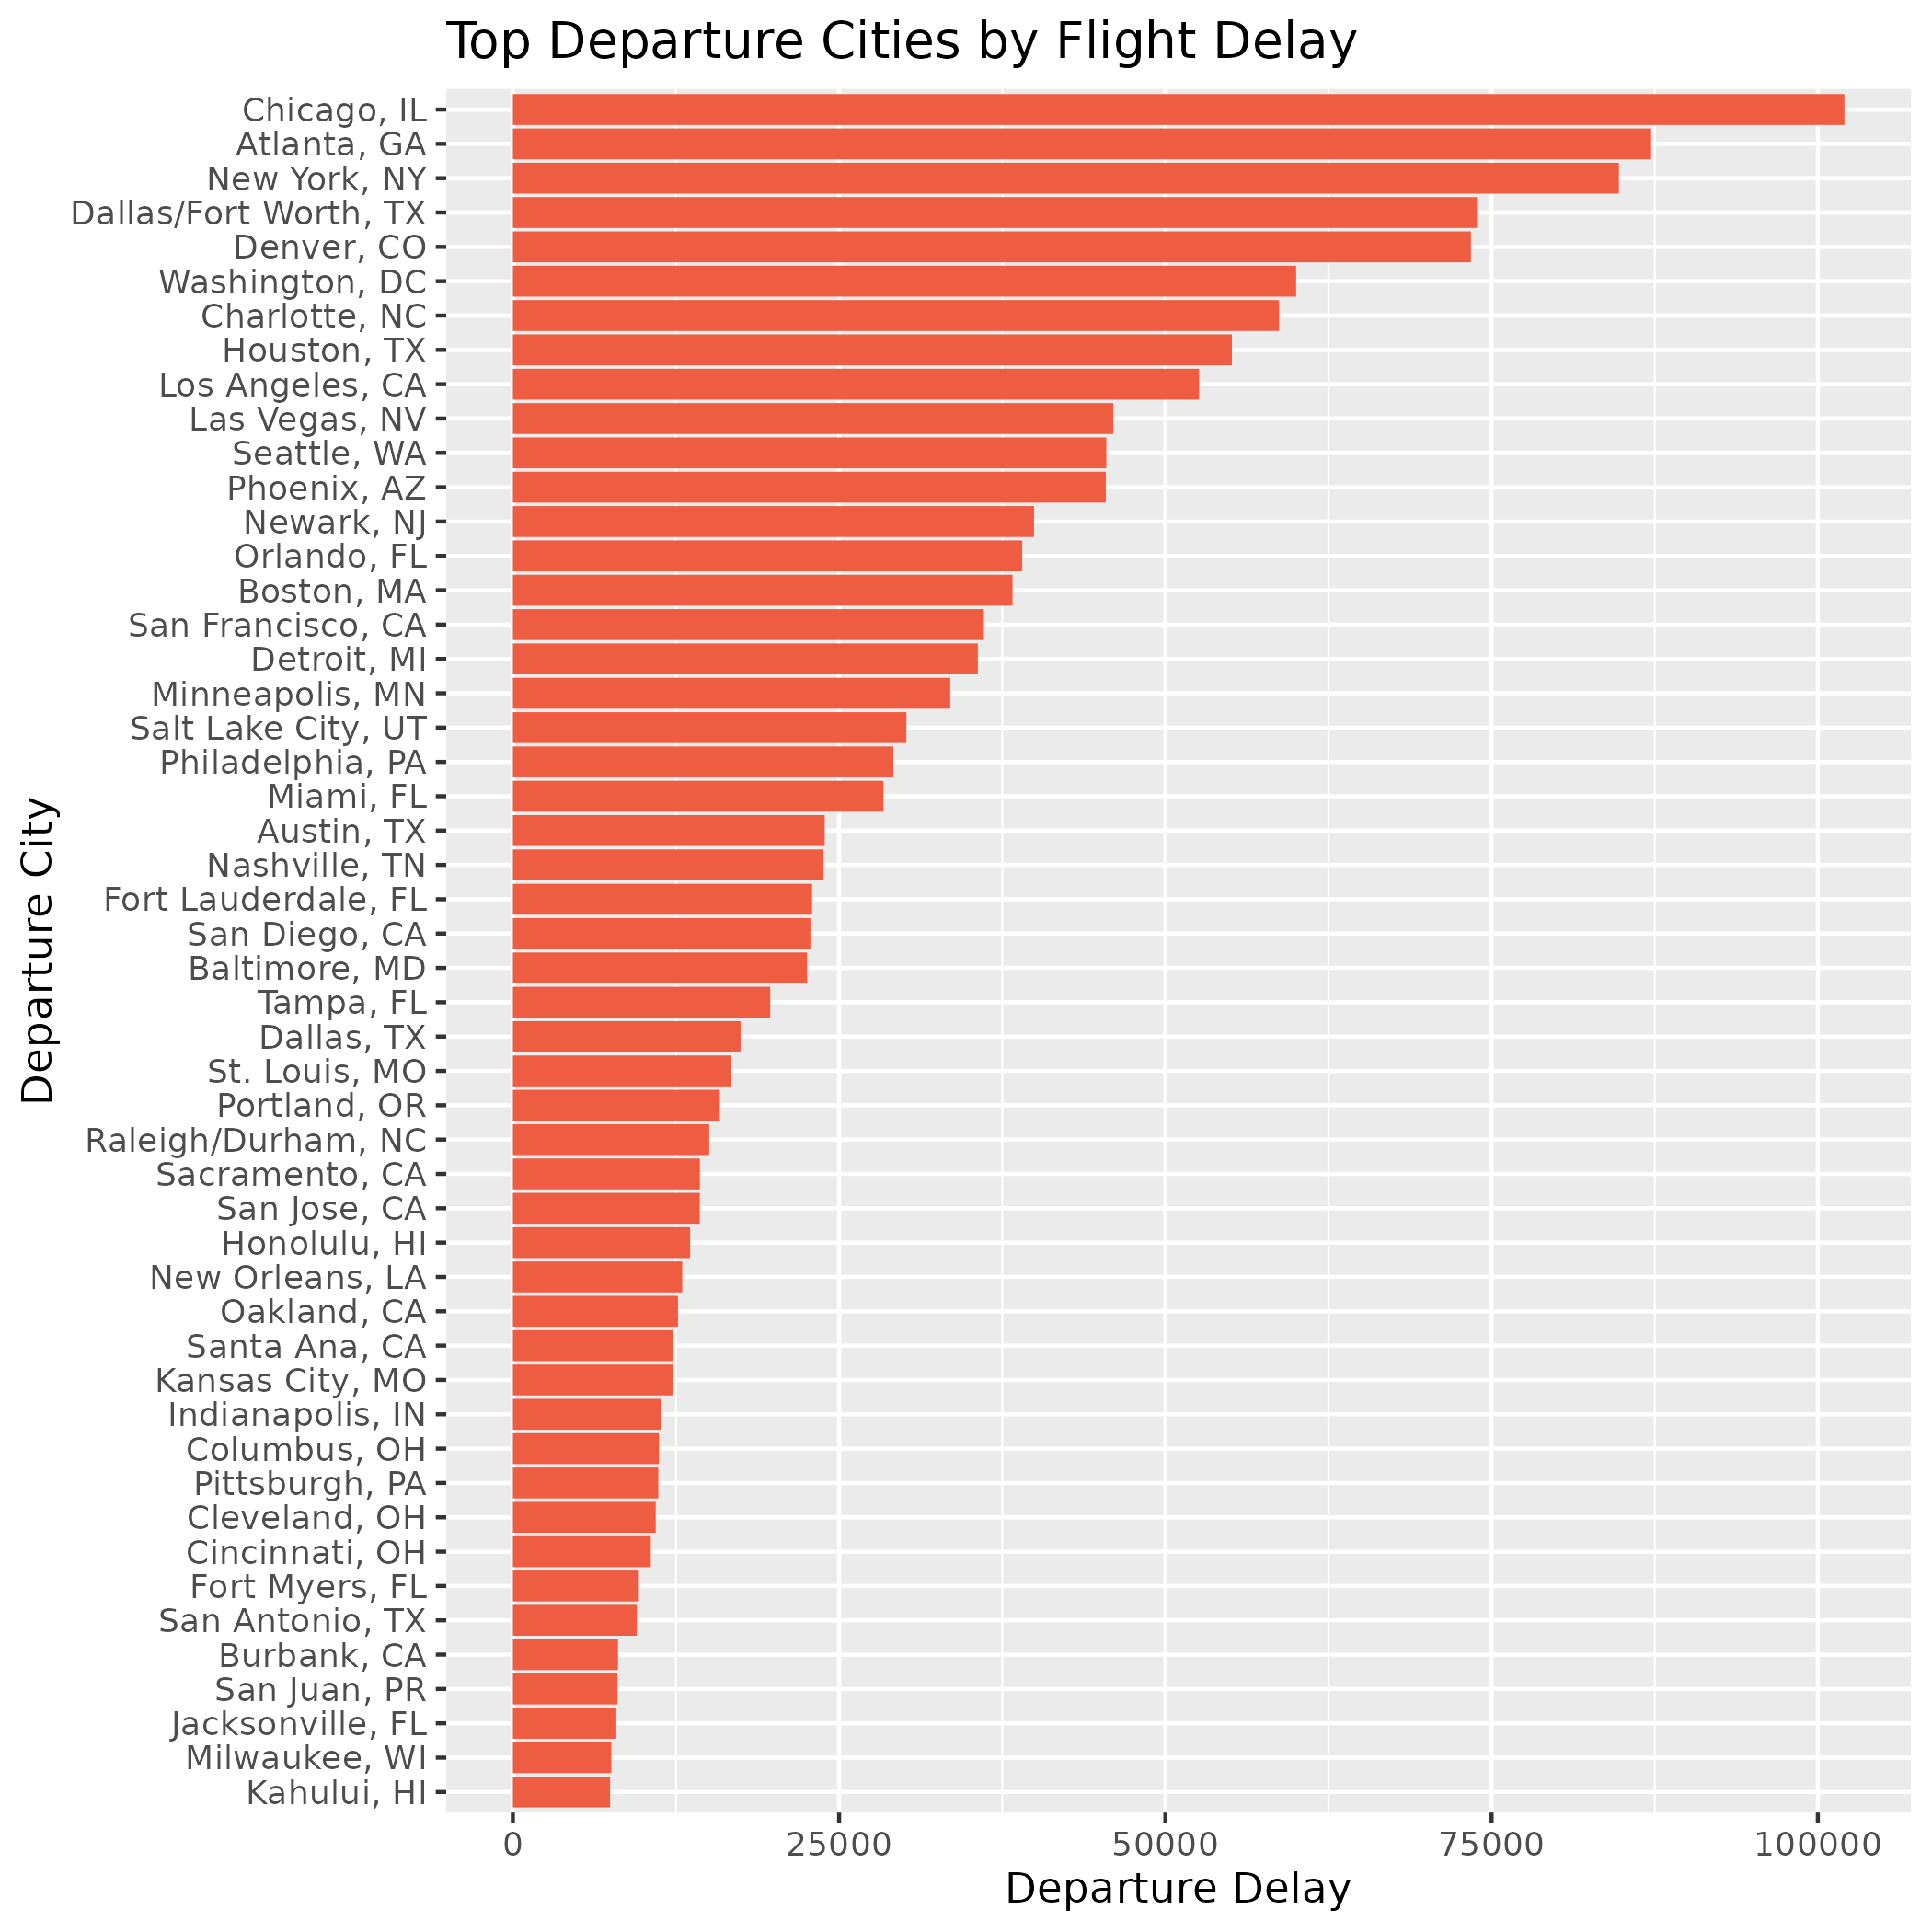 Top Departure Cities by Flight Delay
Departure City
Chicago, IL
Atlanta, GA
New York, NY
Dallas/Fort Worth, TX
Denver, CO
Washington, DC
Charlotte, NC
Houston, TX
Los Angeles, CA
Las Vegas, NV
Seattle, WA
Phoenix, AZ
Newark, NJ
Orlando, FL
Boston, MA
San Francisco, CA
Detroit, MI
Minneapolis, MN
Salt Lake City, UT
Philadelphia, PA
Miami, FL
Austin, TX
Nashville, TN
Fort Lauderdale, FL
San Diego, CA
Baltimore, MD
Tampa, FL
Dallas, TX
St. Louis, MO
Portland, OR
Raleigh/Durham, NC
Sacramento, CA
San Jose, CA
Honolulu, HI
New Orleans, LA
Oakland, CA
Santa Ana, CA
Kansas City, MO
Indianapolis, IN
Columbus, OH
Pittsburgh, PA
Cleveland, OH
Cincinnati, OH
Fort Myers, FL
San Antonio, TX
Burbank, CA
San Juan, PR
Jacksonville, FL
Milwaukee, WI
Kahului, HI
0 25000 50000 75000 100000
Departure Delay